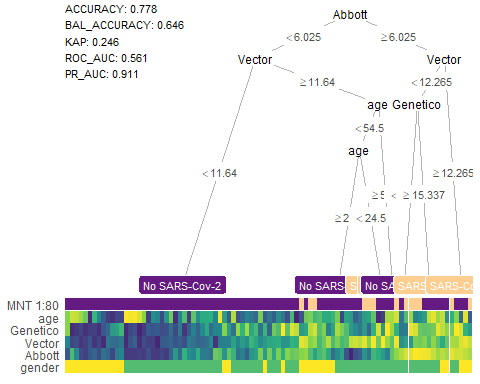 ACCURACY: 0.778
BAL_ACCURACY: 0.646
KAP: 0.246
ROC_AUC: 0.561
PR_AUC: 0.911
Abbott
<6.025
≥6.025
Vector
Vector
≥11.64
<12.265
age
Genetico
<54.5
age
<11.64
≥12.265
≥5
<
≥15.337
≥2
<24.5
No SARS-Cov-2
No SARS
S
No SA
SARS
SARS-Co
MNT 1:80
age
Genetico
Vector
Abbott
gender